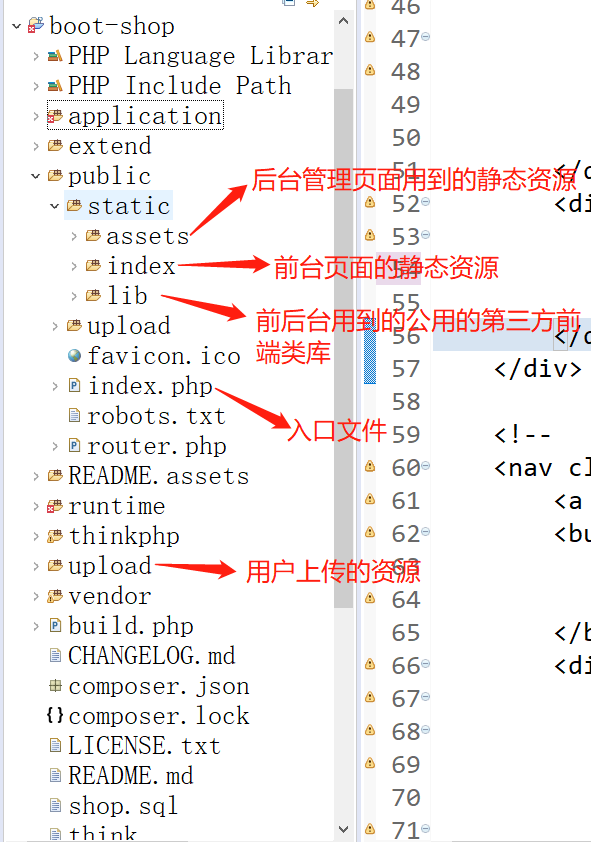 boot-shop
PHP Language Librar
PHP Include Path
application
extend
public
static
后台管理页面用到的静态资源
assets
index
前台页面的静态资源
lib
前后台用到的公用的第三方前
端类库
upload
favicon.ico
index.php
入口文件
robots.txt
router.php
README.assets
runtime
thinkphp
upload
用户上传的资源
vendor
build.php
CHANGELOG.md
composer.json
composer.lock
LICENSE.txt
README.md
shop.sql
think
46
47
48
49
50
51 </d
52 <di
53
54
55
56 </d
57 </div>
58
59 <!--
60 <nav cl
61 <a
62 <bu
63
64
65 </b
66 <di
67
68
69
70
71